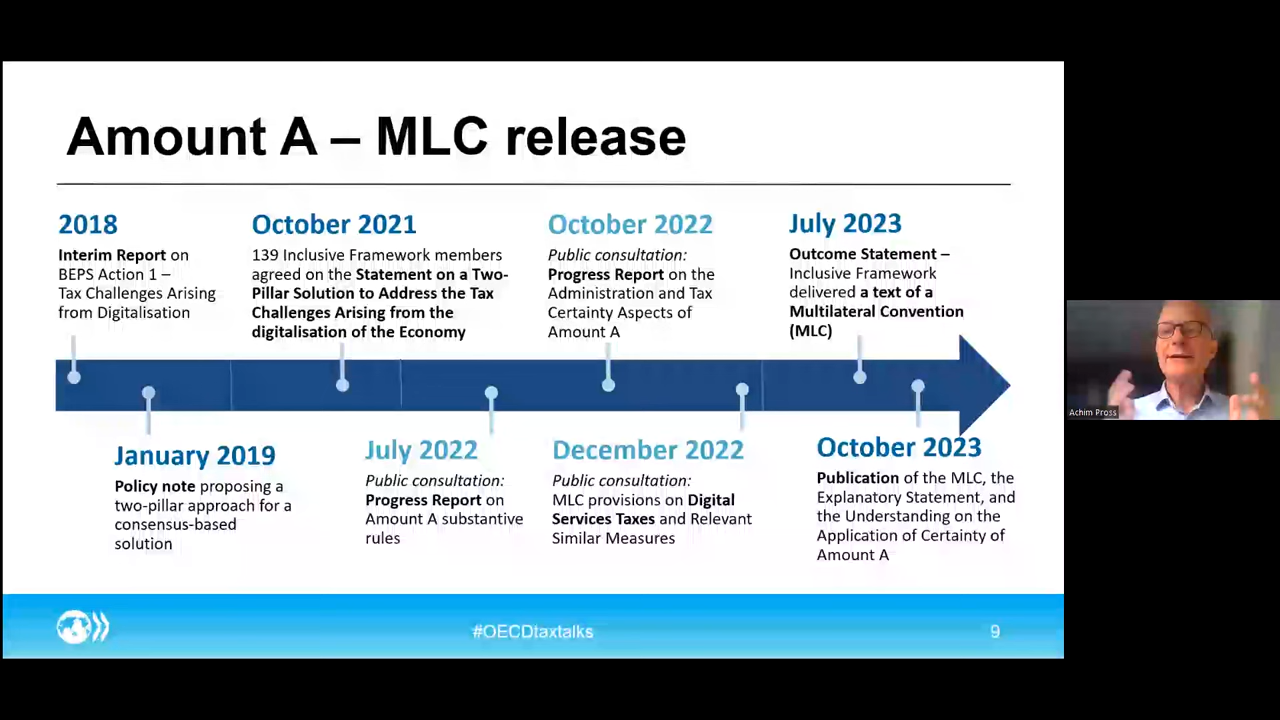 Amount A – MLC release
2018
Interim Report on
BEPS Action 1 –
Tax Challenges Arising
from Digitalisation
October 2021
139 Inclusive Framework members
agreed on the Statement on a Two-
Pillar Solution to Address the Tax
Challenges Arising from the
digitalisation of the Economy
October 2022
Public consultation:
Progress Report on the
Administration and Tax
Certainty Aspects of
Amount A
July 2023
Outcome Statement –
Inclusive Framework
delivered a text of a
Multilateral Convention
(MLC)
January 2019
Policy note proposing a
two-pillar approach for a
consensus-based
solution
July 2022
Public consultation:
Progress Report on
Amount A substantive
rules
December 2022
Public consultation:
MLC provisions on Digital
Services Taxes and Relevant
Similar Measures
October 2023
Publication of the MLC, the
Explanatory Statement, and
the Understanding on the
Application of Certainty of
Amount A
#OECDtaxtalks
9
Achim Pross